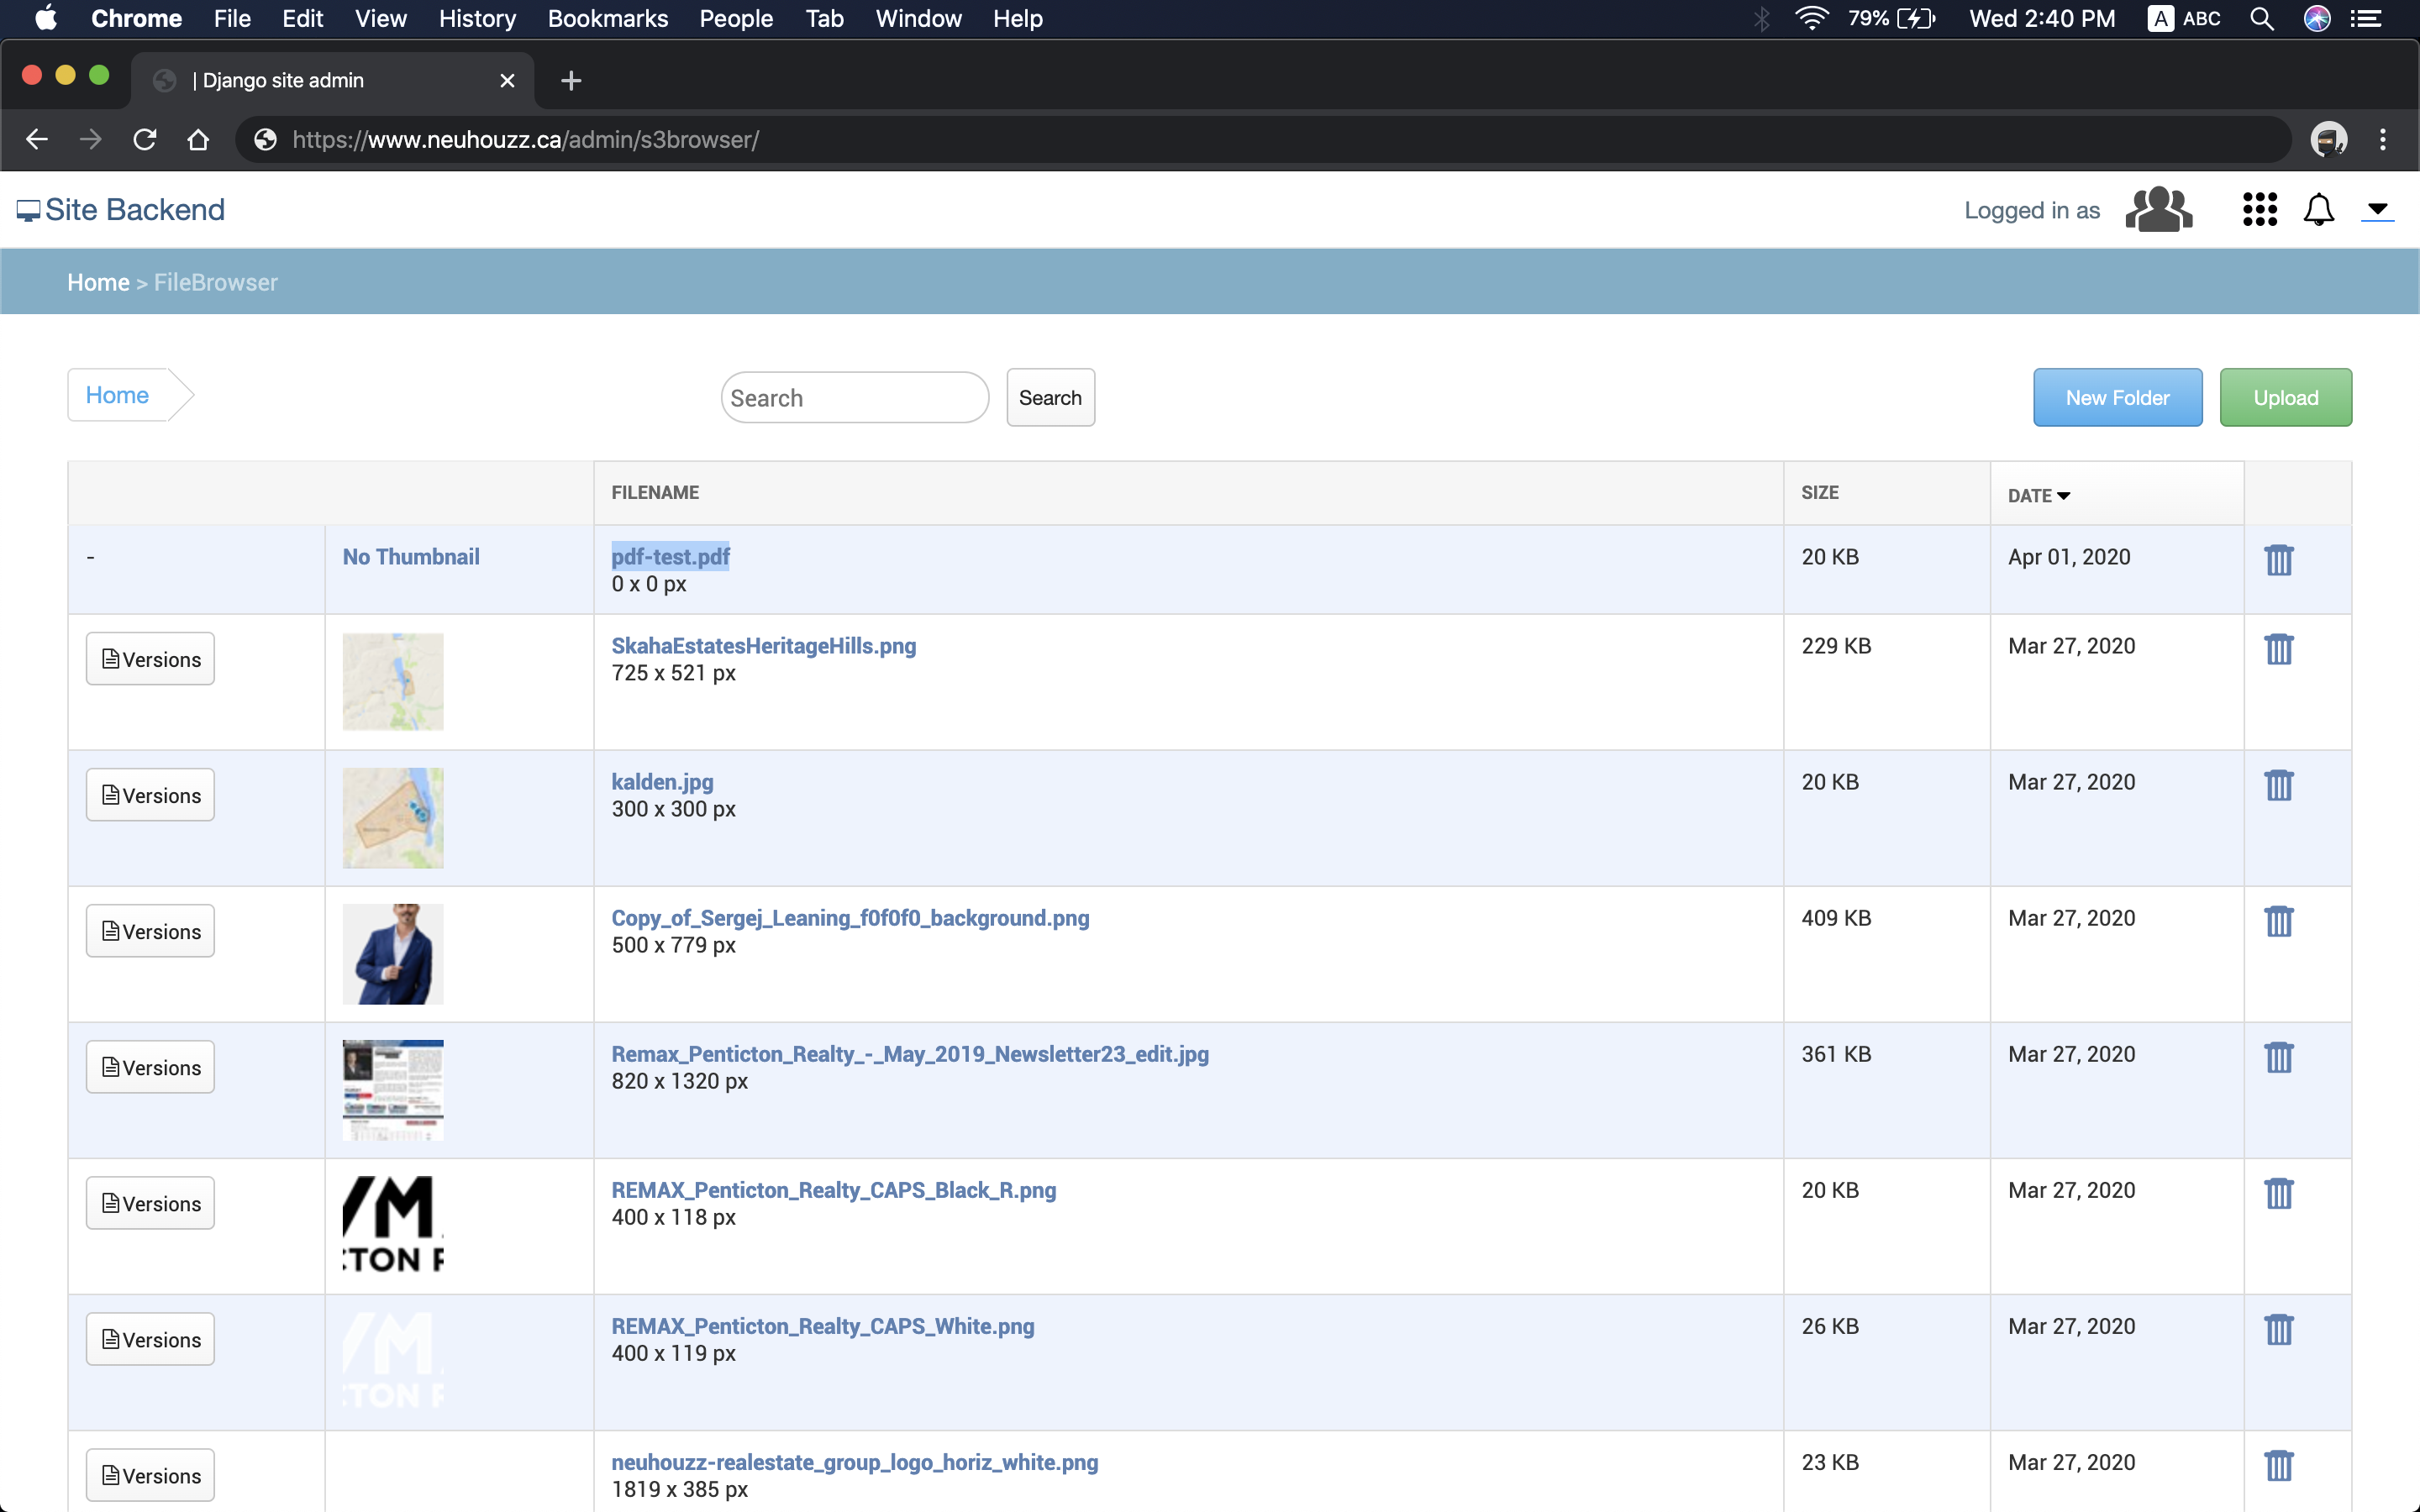 Chrome File Edit View History Bookmarks People Tab Window Help 79% Wed 2:40 PM A ABC
| Django site admin
https://www.neuhouzz.ca/admin/s3browser/
Site Backend Logged in as
Home > FileBrowser
Home Search Search New Folder Upload
FILENAME SIZE DATE
- No Thumbnail pdf-test.pdf 20 KB Apr 01, 2020
0 x 0 px
Versions SkahaEstatesHeritageHills.png 229 KB Mar 27, 2020
725 x 521 px
Versions kalden.jpg 20 KB Mar 27, 2020
300 x 300 px
Versions Copy_of_Sergej_Leaning_f0f0f0_background.png 409 KB Mar 27, 2020
500 x 779 px
Versions Remax_Penticton_Realty_-_May_2019_Newsletter23_edit.jpg 361 KB Mar 27, 2020
820 x 1320 px
Versions REMAX_Penticton_Realty_CAPS_Black_R.png 20 KB Mar 27, 2020
400 x 118 px
Versions REMAX_Penticton_Realty_CAPS_White.png 26 KB Mar 27, 2020
400 x 119 px
Versions neuhouzz-realestate_group_logo_horiz_white.png 23 KB Mar 27, 2020
1819 x 385 px